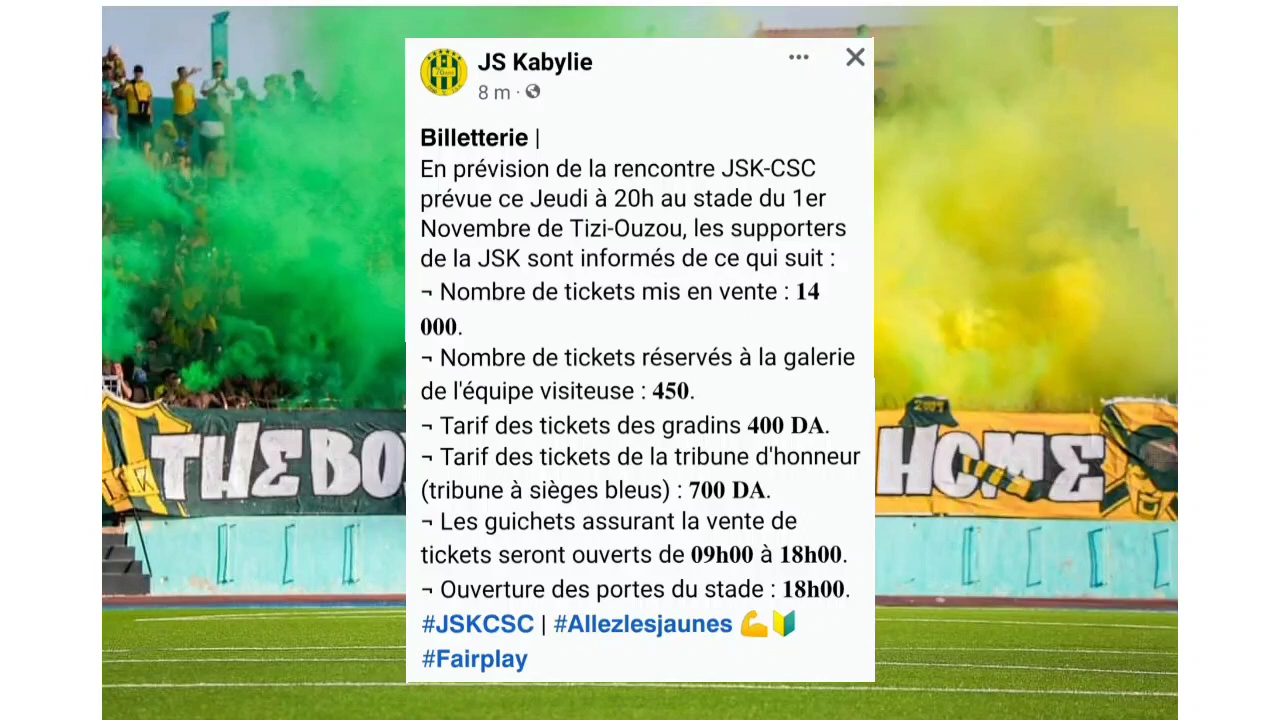 JS Kabylie
8 m ·
Billetterie |
En prévision de la rencontre JSK-CSC
prévue ce Jeudi à 20h au stade du 1er
Novembre de Tizi-Ouzou, les supporters
de la JSK sont informés de ce qui suit :
¬ Nombre de tickets mis en vente : 14
000.
¬ Nombre de tickets réservés à la galerie
de l'équipe visiteuse : 450.
¬ Tarif des tickets des gradins 400 DA.
¬ Tarif des tickets de la tribune d'honneur
(tribune à sièges bleus) : 700 DA.
¬ Les guichets assurant la vente de
tickets seront ouverts de 09h00 à 18h00.
¬ Ouverture des portes du stade : 18h00.
#JSKCSC | #Allezlesjaunes 💪🔰
#Fairplay
THE BO
HOME